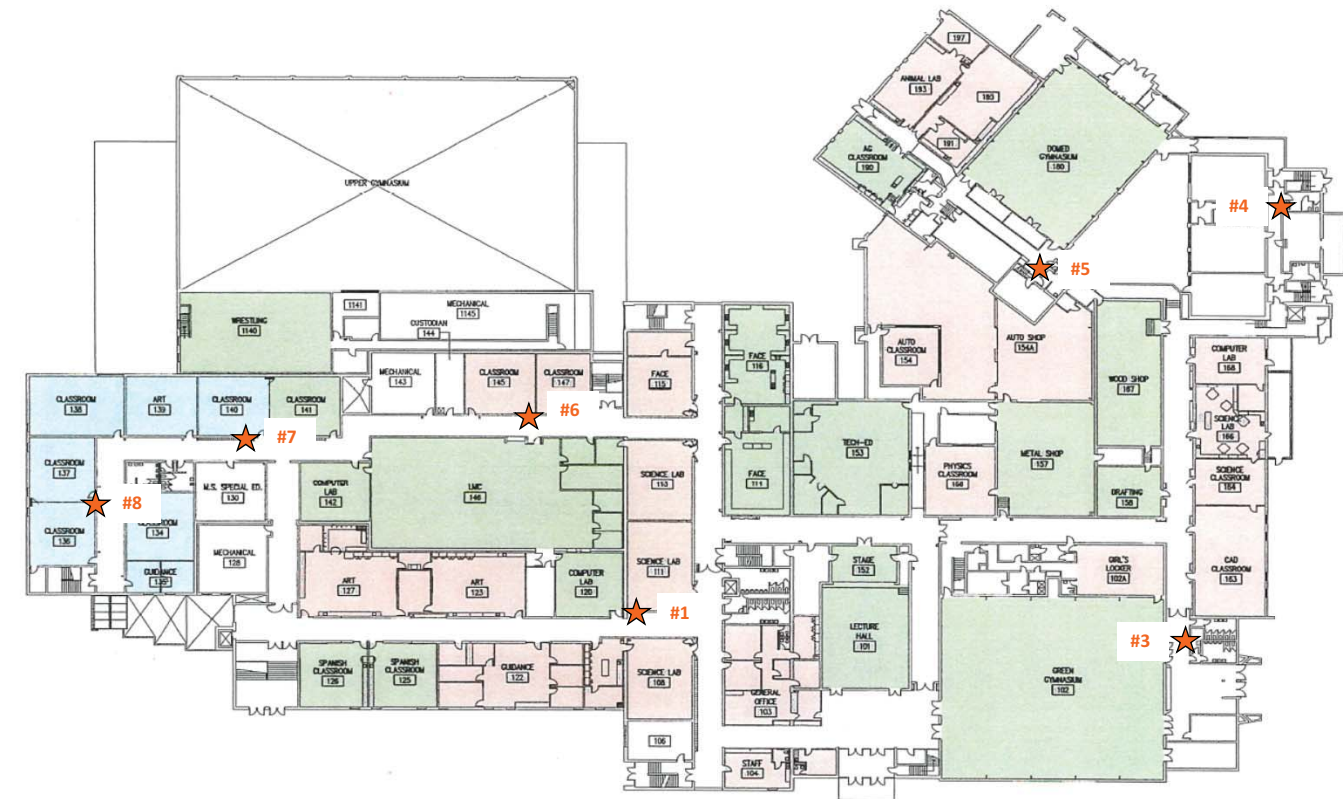 197
ANIMAL LAB
193
195
191
AG
CLASSROOM
190
DOMED
GYMNASIUM
180
UPPER GYMNASIUM
#4
#5
WRESTLING
1140
1141
MECHANICAL
1145
CUSTODIAN
144
MECHANICAL
143
CLASSROOM
145
CLASSROOM
147
FACE
115
FACE
116
AUTO
CLASSROOM
154
AUTO SHOP
154A
WOOD SHOP
167
COMPUTER
LAB
168
SCIENCE
LAB
166
SCIENCE
CLASSROOM
164
CAD
CLASSROOM
163
CLASSROOM
138
ART
139
CLASSROOM
140
CLASSROOM
141
#6
#7
CLASSROOM
137
#8
CLASSROOM
136
134
GUIDANCE
M.S. SPECIAL ED.
130
MECHANICAL
128
COMPUTER
LAB
142
LMC
146
SCIENCE LAB
113
SCIENCE LAB
111
FACE
TECH-ED
153
PHYSICS
CLASSROOM
METAL SHOP
157
DRAFTING
158
ART
127
ART
123
COMPUTER
LAB
120
#1
STAGE
152
LECTURE
HALL
101
GIRL'S
LOCKER
102A
#3
SPANISH
CLASSROOM
126
SPANISH
CLASSROOM
125
GUIDANCE
122
SCIENCE LAB
108
106
GENERAL
OFFICE
103
STAFF
104
GREEN
GYMNASIUM
102